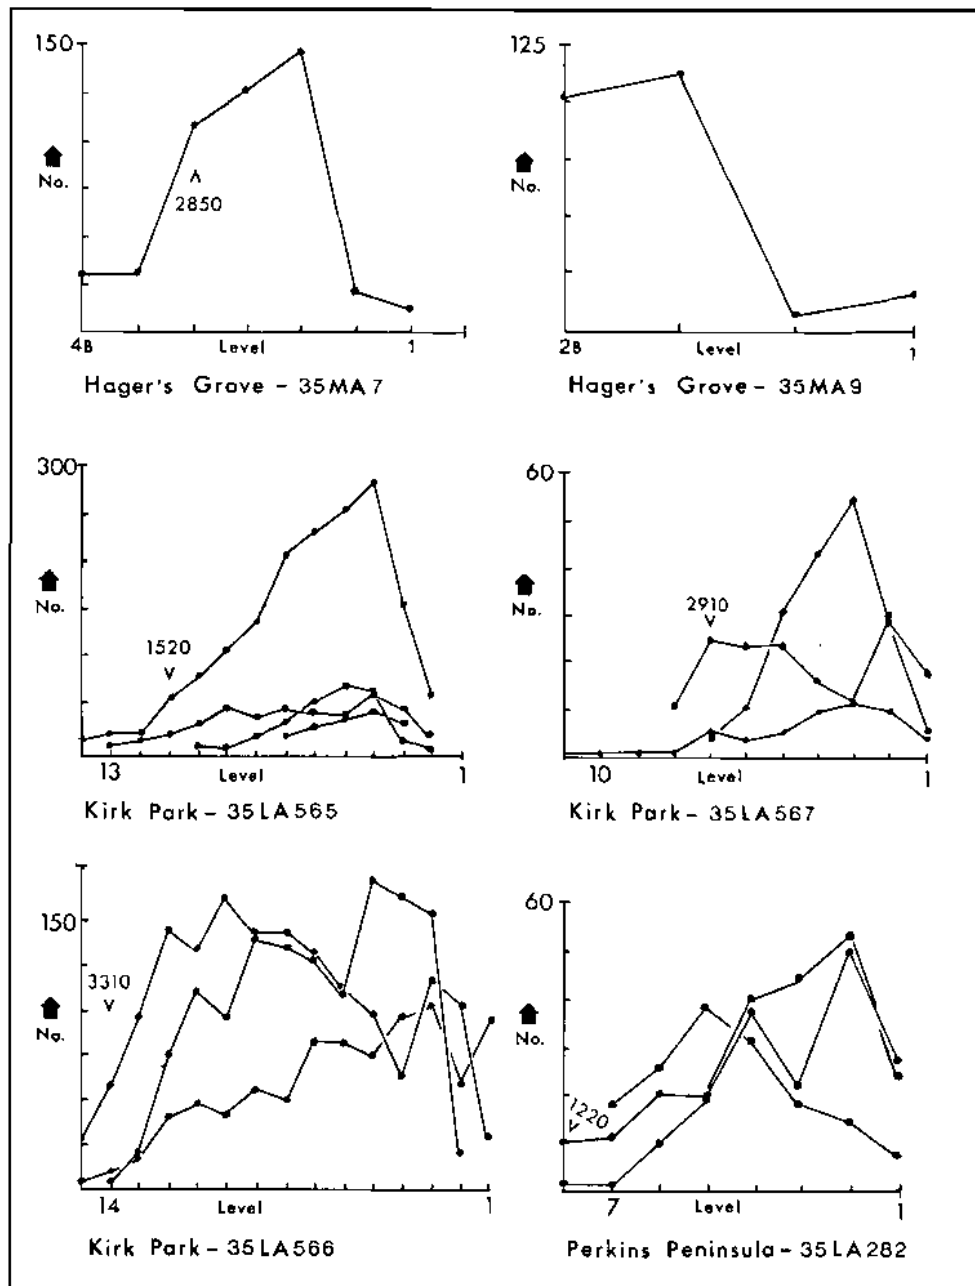 150
No.
2850
4B Level 1
Hager's Grove – 35MA7
125
No.
2B Level 1
Hager's Grove – 35MA9
300
No.
1520
13 Level 1
Kirk Park – 35LA565
60
No.
2910
10 Level 1
Kirk Park – 35LA567
150
3310
No.
14 Level 1
Kirk Park – 35LA566
60
No.
1220
7 Level 1
Perkins Peninsula – 35LA282